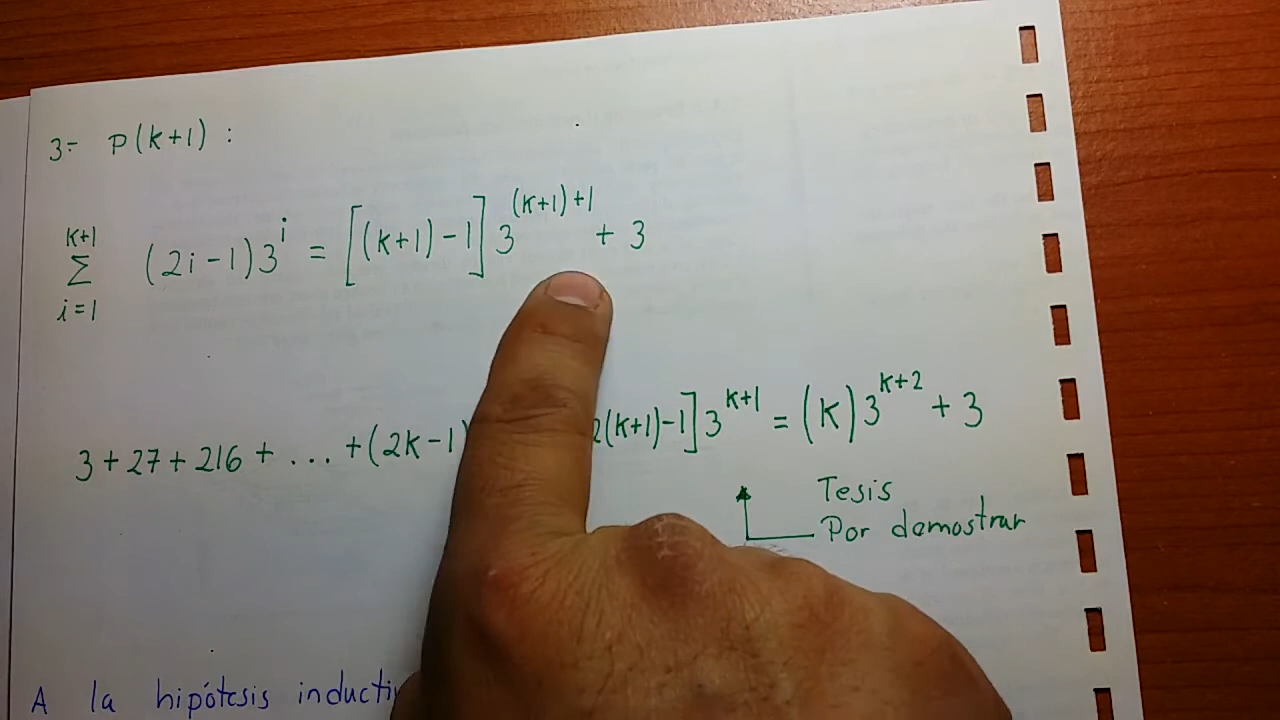 3- P(k+1) :
k+1
Σ (2i-1)3^i = [(k+1)-1] 3^(k+1)+1 + 3
i=1
3+27+216+ ... +(2k-1) 2(k+1)-1] 3^k+1 = (k)3^k+2 + 3
Tesis
Por demostrar
A la hipótesis